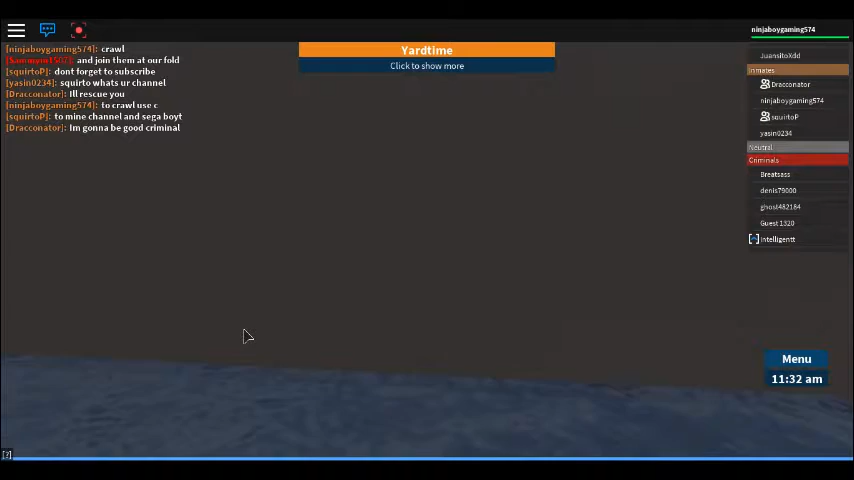 ninjaboygaming574
[ninjaboygaming574]: crawl
and join them at our fold
[squirtoP]: dont forget to subscribe
[yasin0234]: squirto whats ur channel
[Dracconator]: Ill rescue you
[ninjaboygaming574]: to crawl use c
[squirtoP]: to mine channel and sega boyt
[Dracconator]: Im gonna be good criminal
Yardtime
Click to show more
JuansitoXdd
Inmates
Dracconator
ninjaboygaming574
squirtoP
yasin0234
Neutral
Criminals
Breatsass
denis79000
ghost482184
Guest 1320
Intelligentt
Menu
11:32 am
[?]